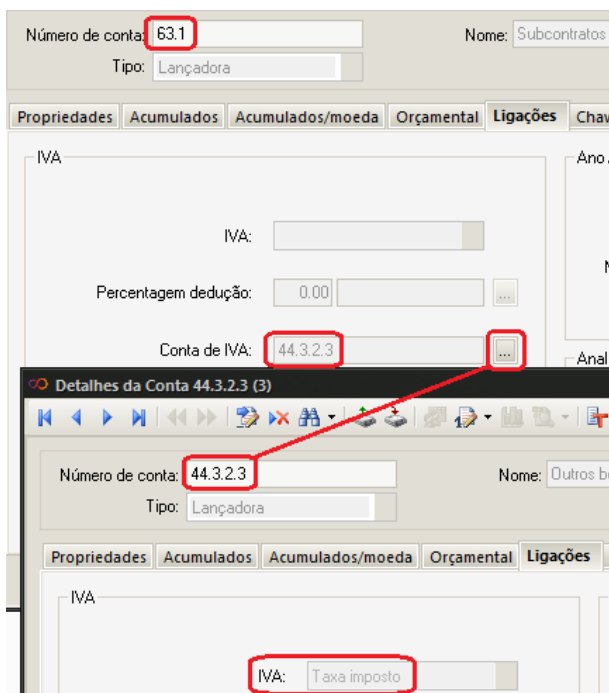 Número de conta: 63.1 Nome: Subcontratos
Tipo: Lançadora
Propriedades Acumulados Acumulados/moeda Orçamental Ligações
IVA Ano
IVA:
Percentagem dedução: 0.00 ...
Conta de IVA: 44.3.2.3 ...
Detalhes da Conta 44.3.2.3 (3)
Número de conta: 44.3.2.3 Nome: Outros
Tipo: Lançadora
Propriedades Acumulados Acumulados/moeda Orçamental Ligações
IVA
IVA: Taxa imposto